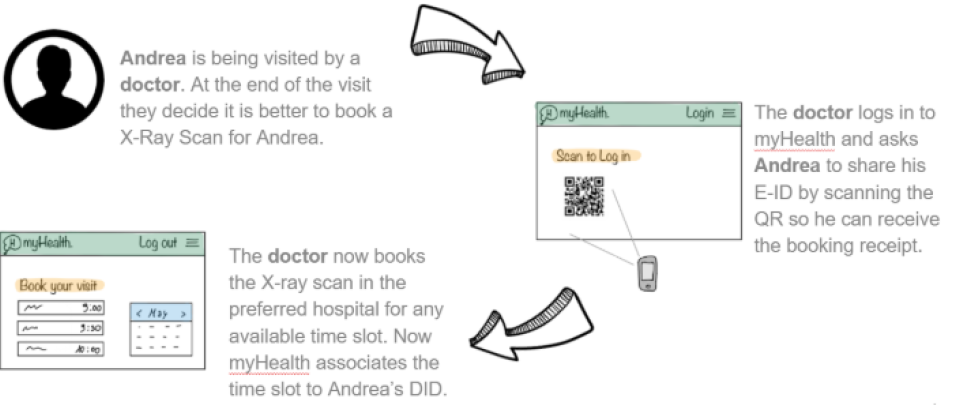 Andrea is being visited by a
doctor. At the end of the visit
they decide it is better to book a
X-Ray Scan for Andrea.
myHealth.
Login
Scan to Log in
The doctor logs in to
myHealth and asks
Andrea to share his
E-ID by scanning the
QR so he can receive
the booking receipt.
myHealth.
Log out
Book your visit
9:00
9:30
10:00
< May >
The doctor now books
the X-ray scan in the
preferred hospital for any
available time slot. Now
myHealth associates the
time slot to Andrea's DID.